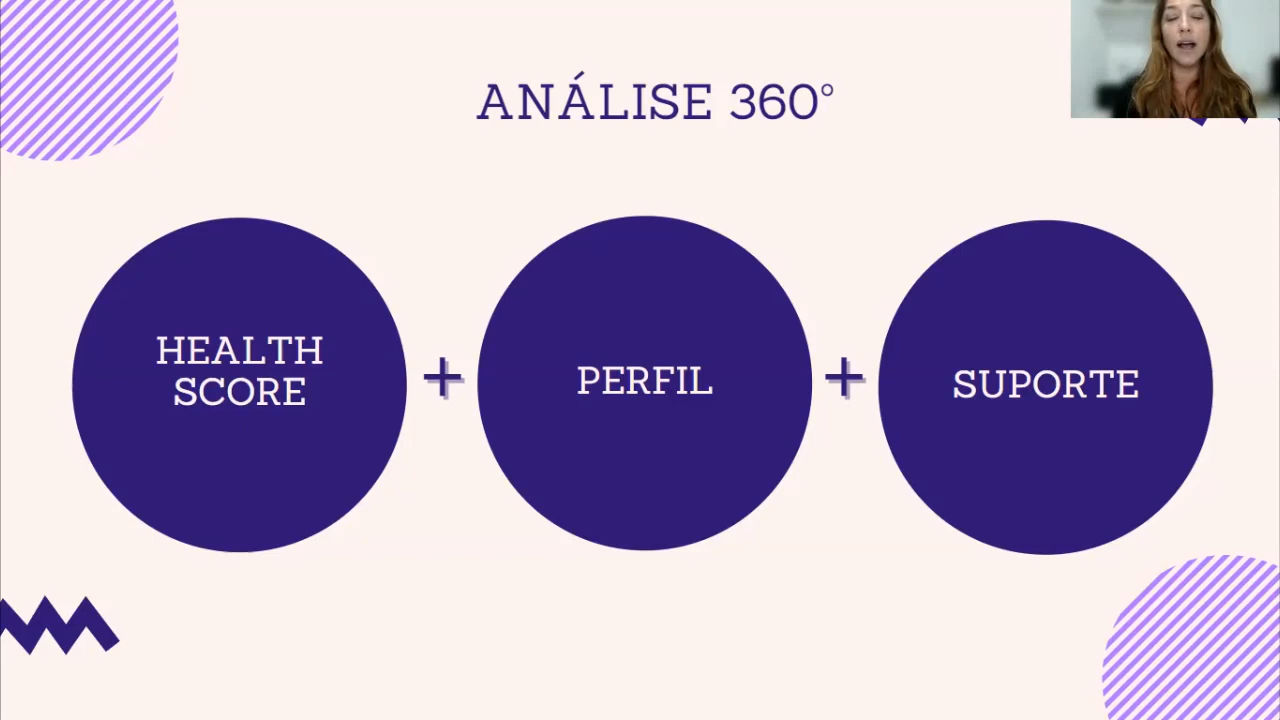 ANÁLISE 360°
HEALTH
SCORE
+
PERFIL
+
SUPORTE